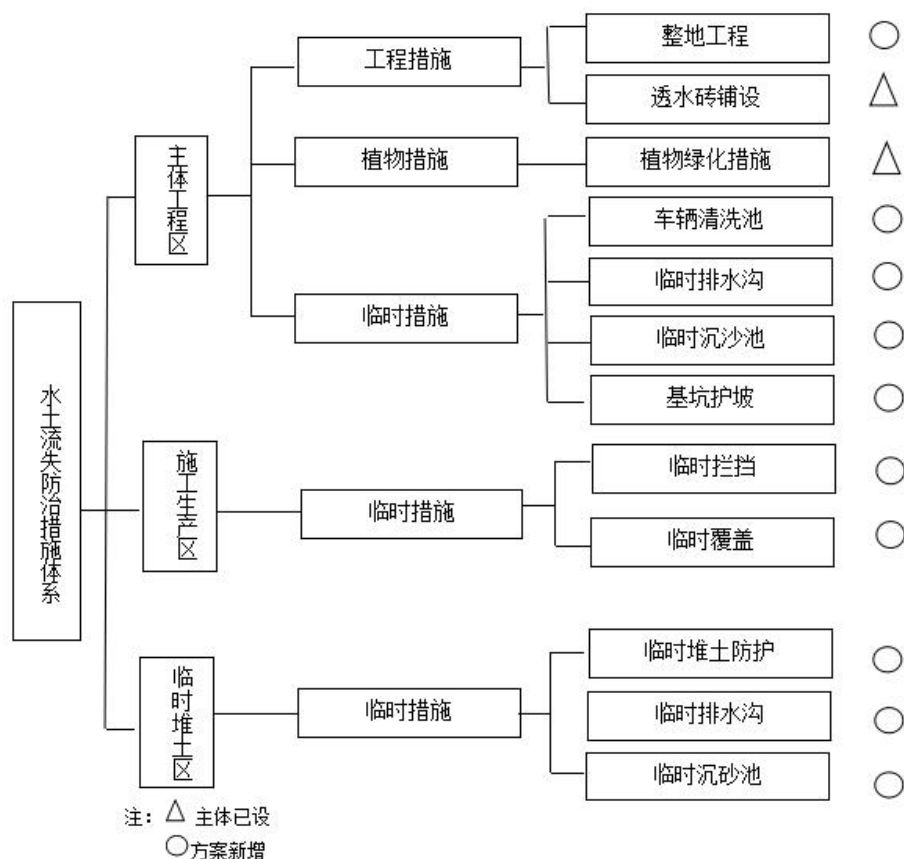 水土流失防治措施体系
主体工程区
工程措施
整地工程
透水砖铺设
植物措施
植物绿化措施
临时措施
车辆清洗池
临时排水沟
临时沉沙池
基坑护坡
施工生产区
临时措施
临时拦挡
临时覆盖
临时堆土区
临时措施
临时堆土防护
临时排水沟
临时沉砂池
注：△ 主体已设
○方案新增